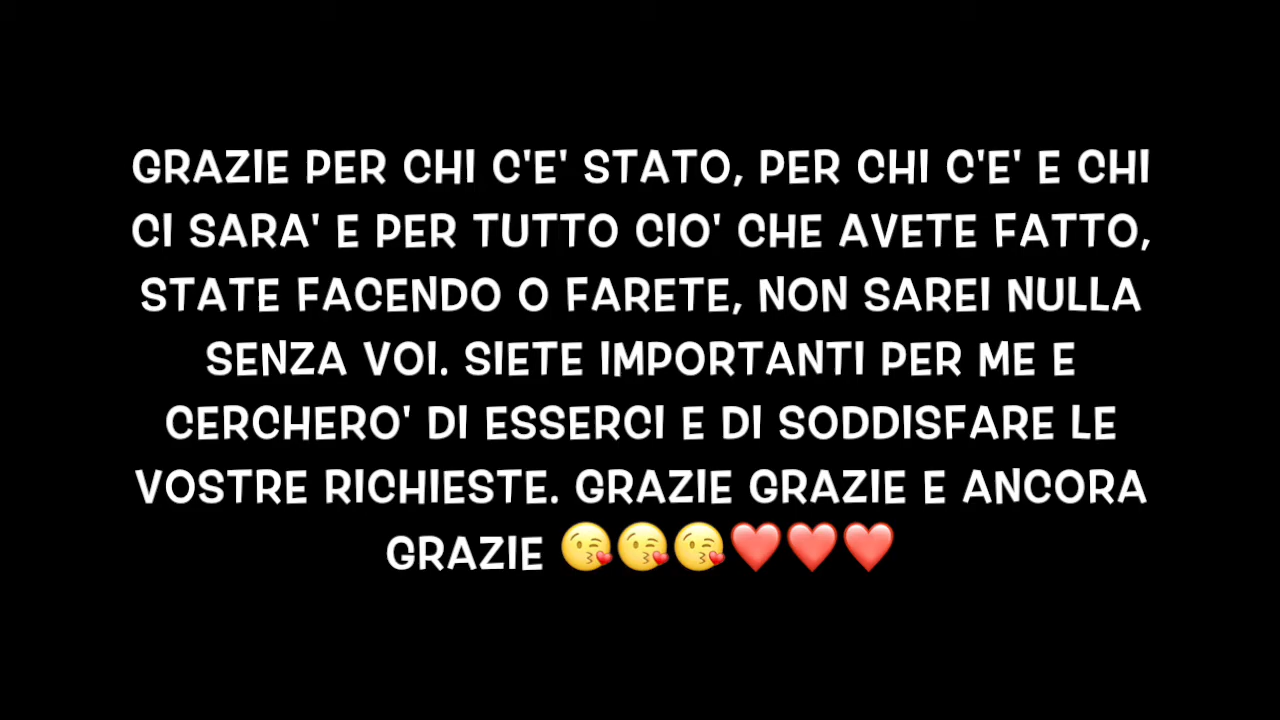 GRAZIE PER CHI C'E' STATO, PER CHI C'E' E CHI
CI SARA' E PER TUTTO CIO' CHE AVETE FATTO,
STATE FACENDO O FARETE, NON SAREI NULLA
SENZA VOI. SIETE IMPORTANTI PER ME E
CERCHERO' DI ESSERCI E DI SODDISFARE LE
VOSTRE RICHIESTE. GRAZIE GRAZIE E ANCORA
GRAZIE 😘😘😘❤️❤️❤️